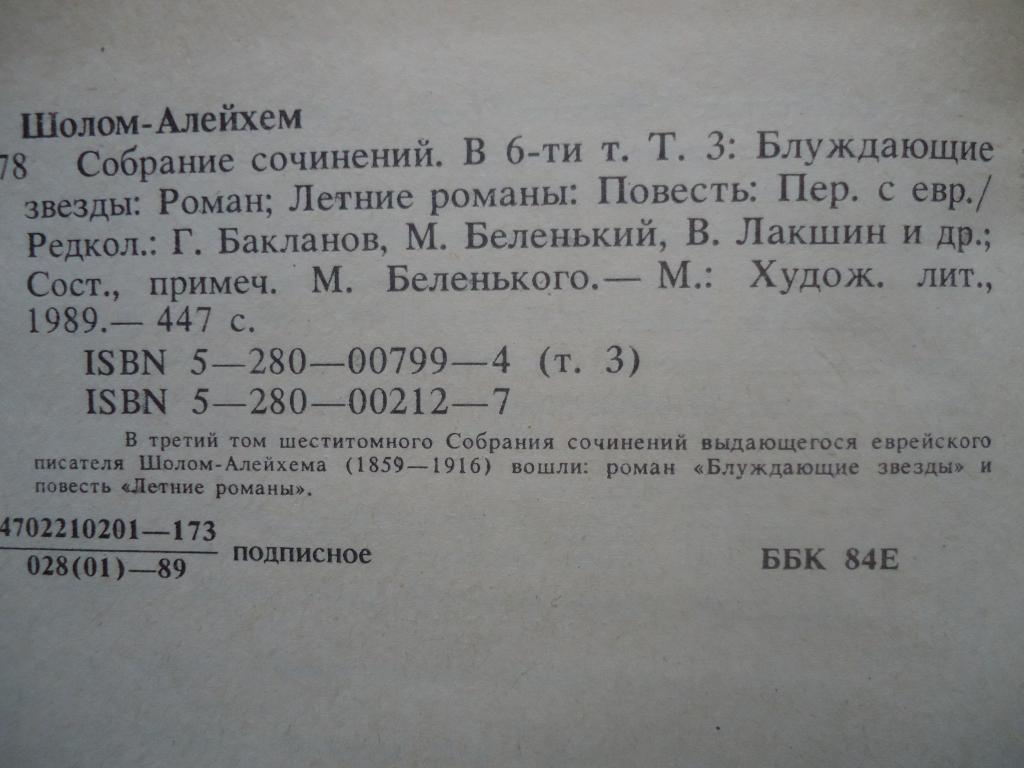 Шолом-Алейхем
78 Собрание сочинений. В 6-ти т. Т. 3: Блуждающие
звезды: Роман; Летние романы: Повесть: Пер. с евр./
Редкол.: Г. Бакланов, М. Беленький, В. Лакшин и др.;
Сост., примеч. М. Беленького.— М.: Худож. лит.,
1989.— 447 с.
ISBN 5—280—00799—4 (т. 3)
ISBN 5—280—00212—7
В третий том шеститомного Собрания сочинений выдающегося еврейского
писателя Шолом-Алейхема (1859—1916) вошли: роман «Блуждающие звезды» и
повесть «Летние романы».
4702210201—173
028(01)—89 подписное ББК 84Е